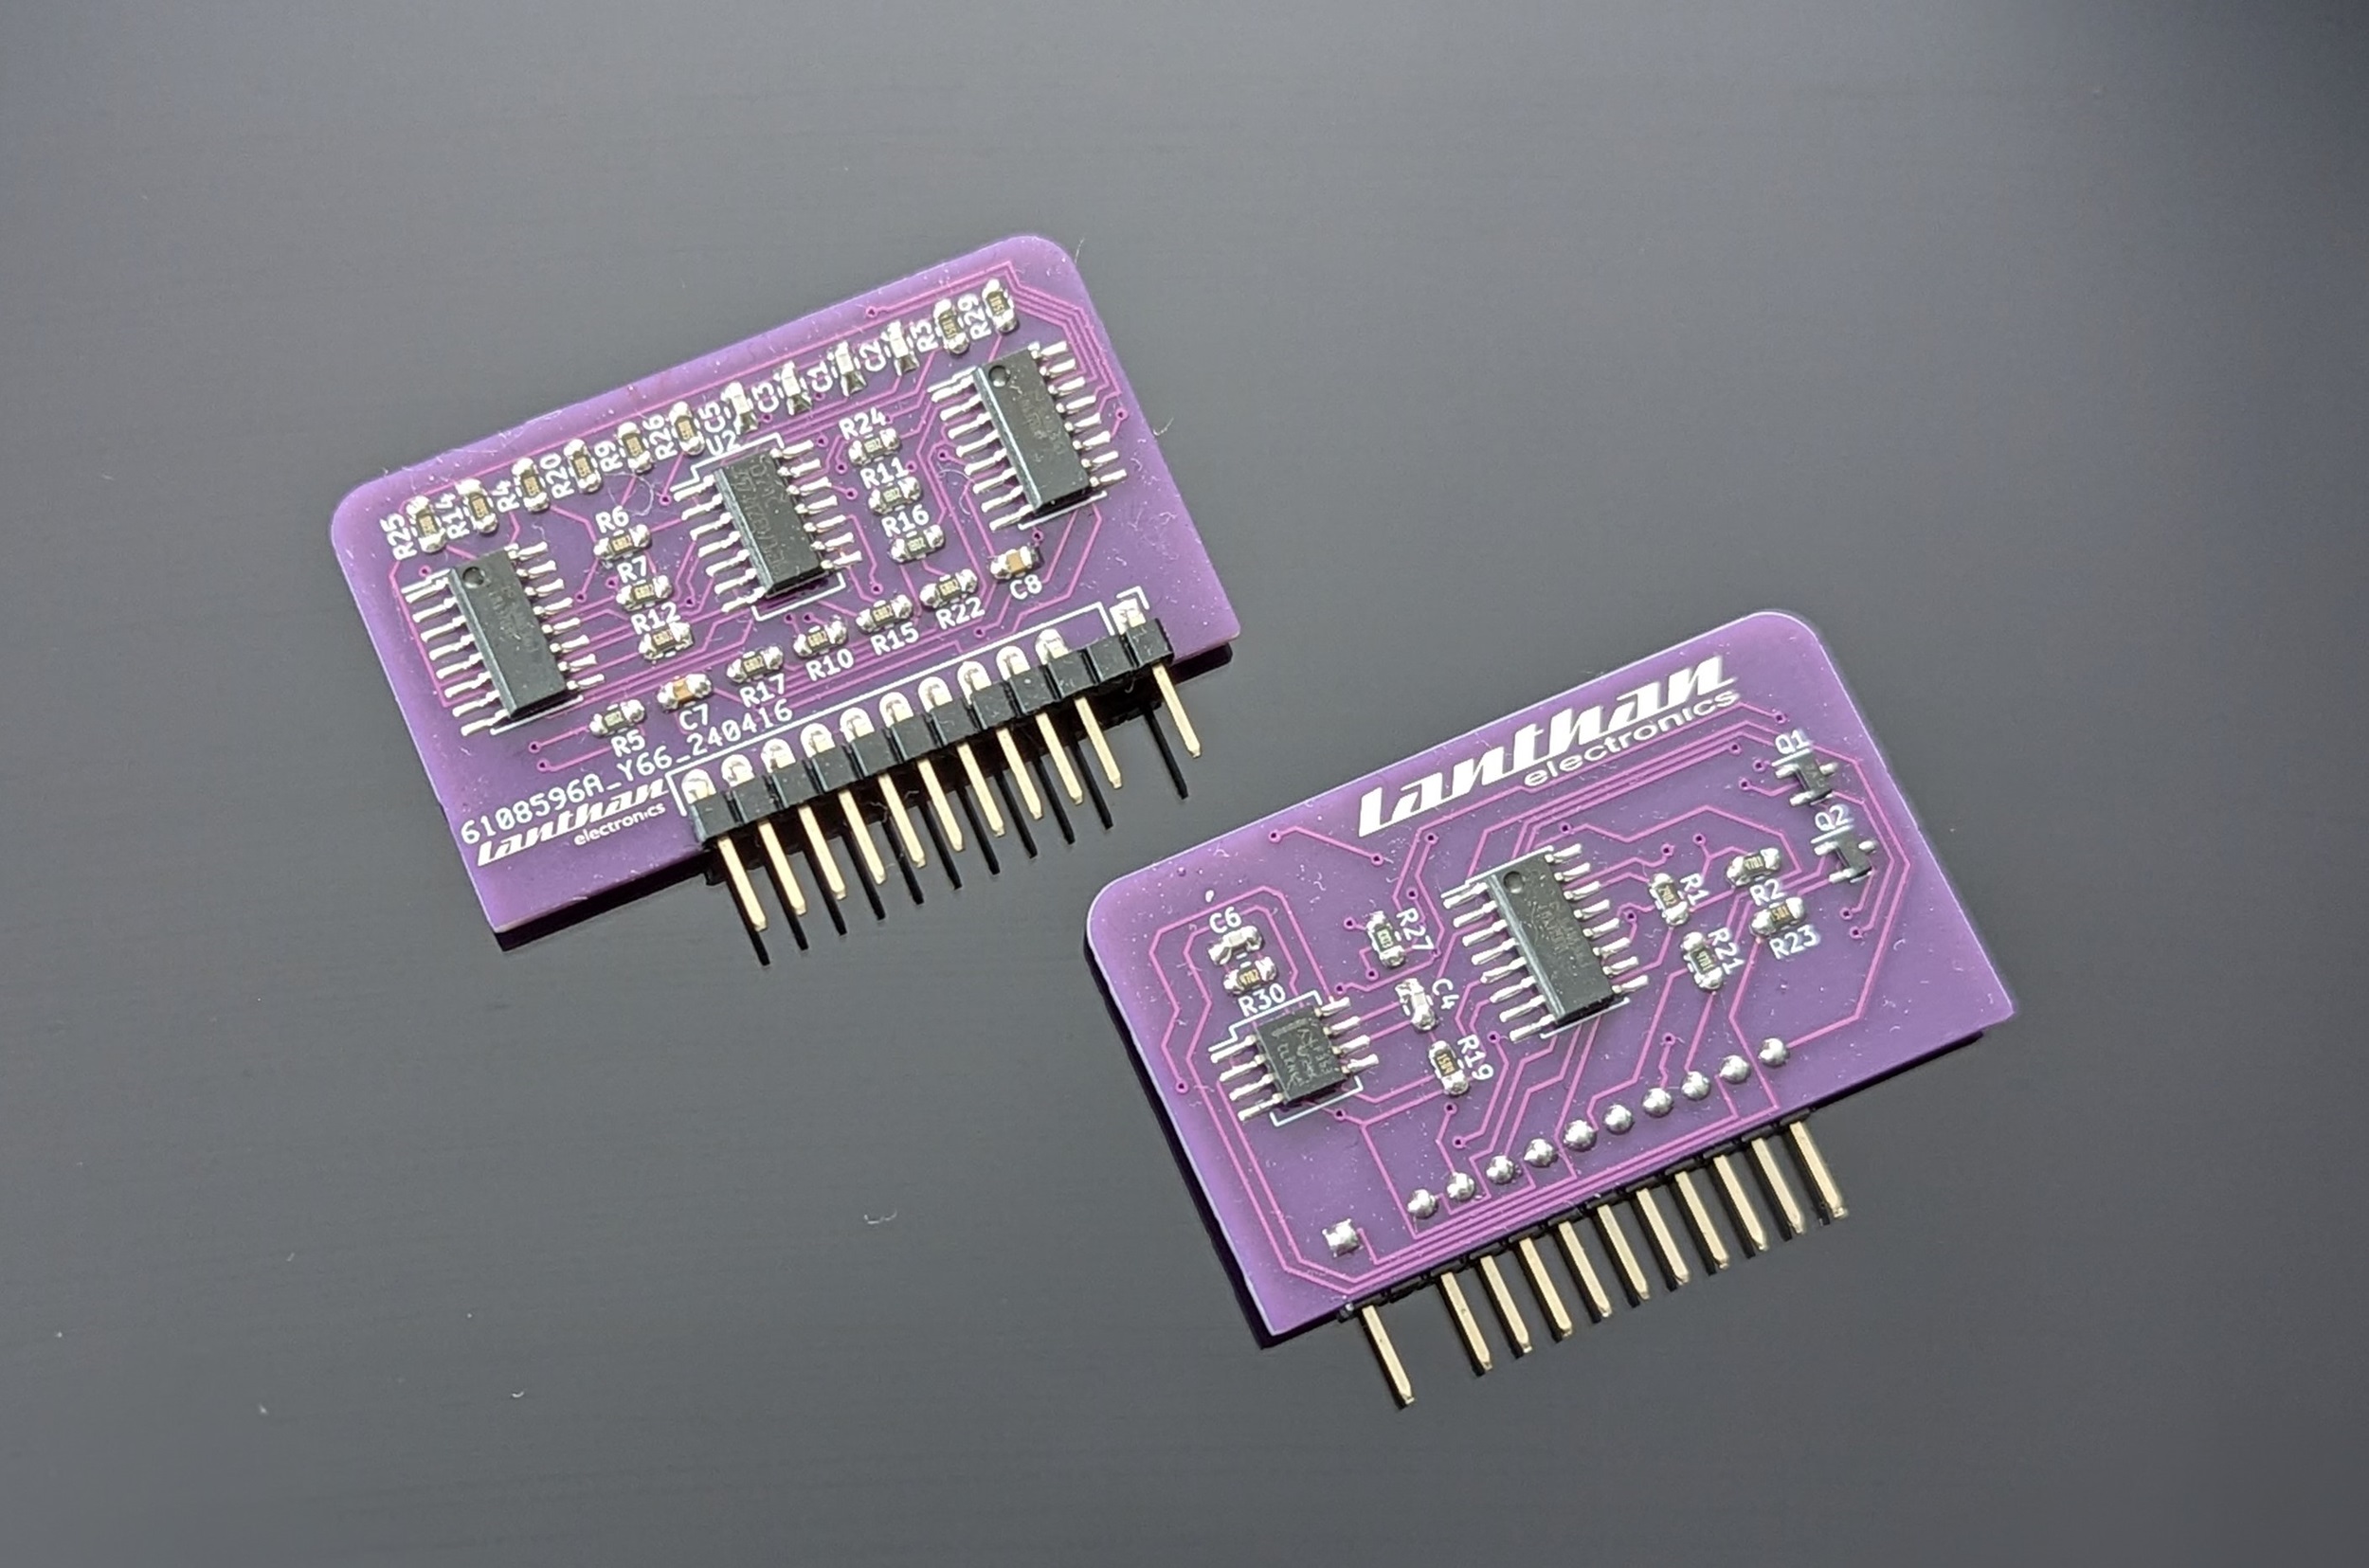 R29
R3
C2
C1
C3
C5
R26
R9
R20
R4
R14
R25
R24
R11
R16
R6
R7
R12
C8
R22
R15
R10
R17
C7
R5
6108596A_Y66_240416
Lanthan
electronics
Lanthan
electronics
Q1
Q2
C6
R30
R27
C4
R19
R1
R2
R21
R23